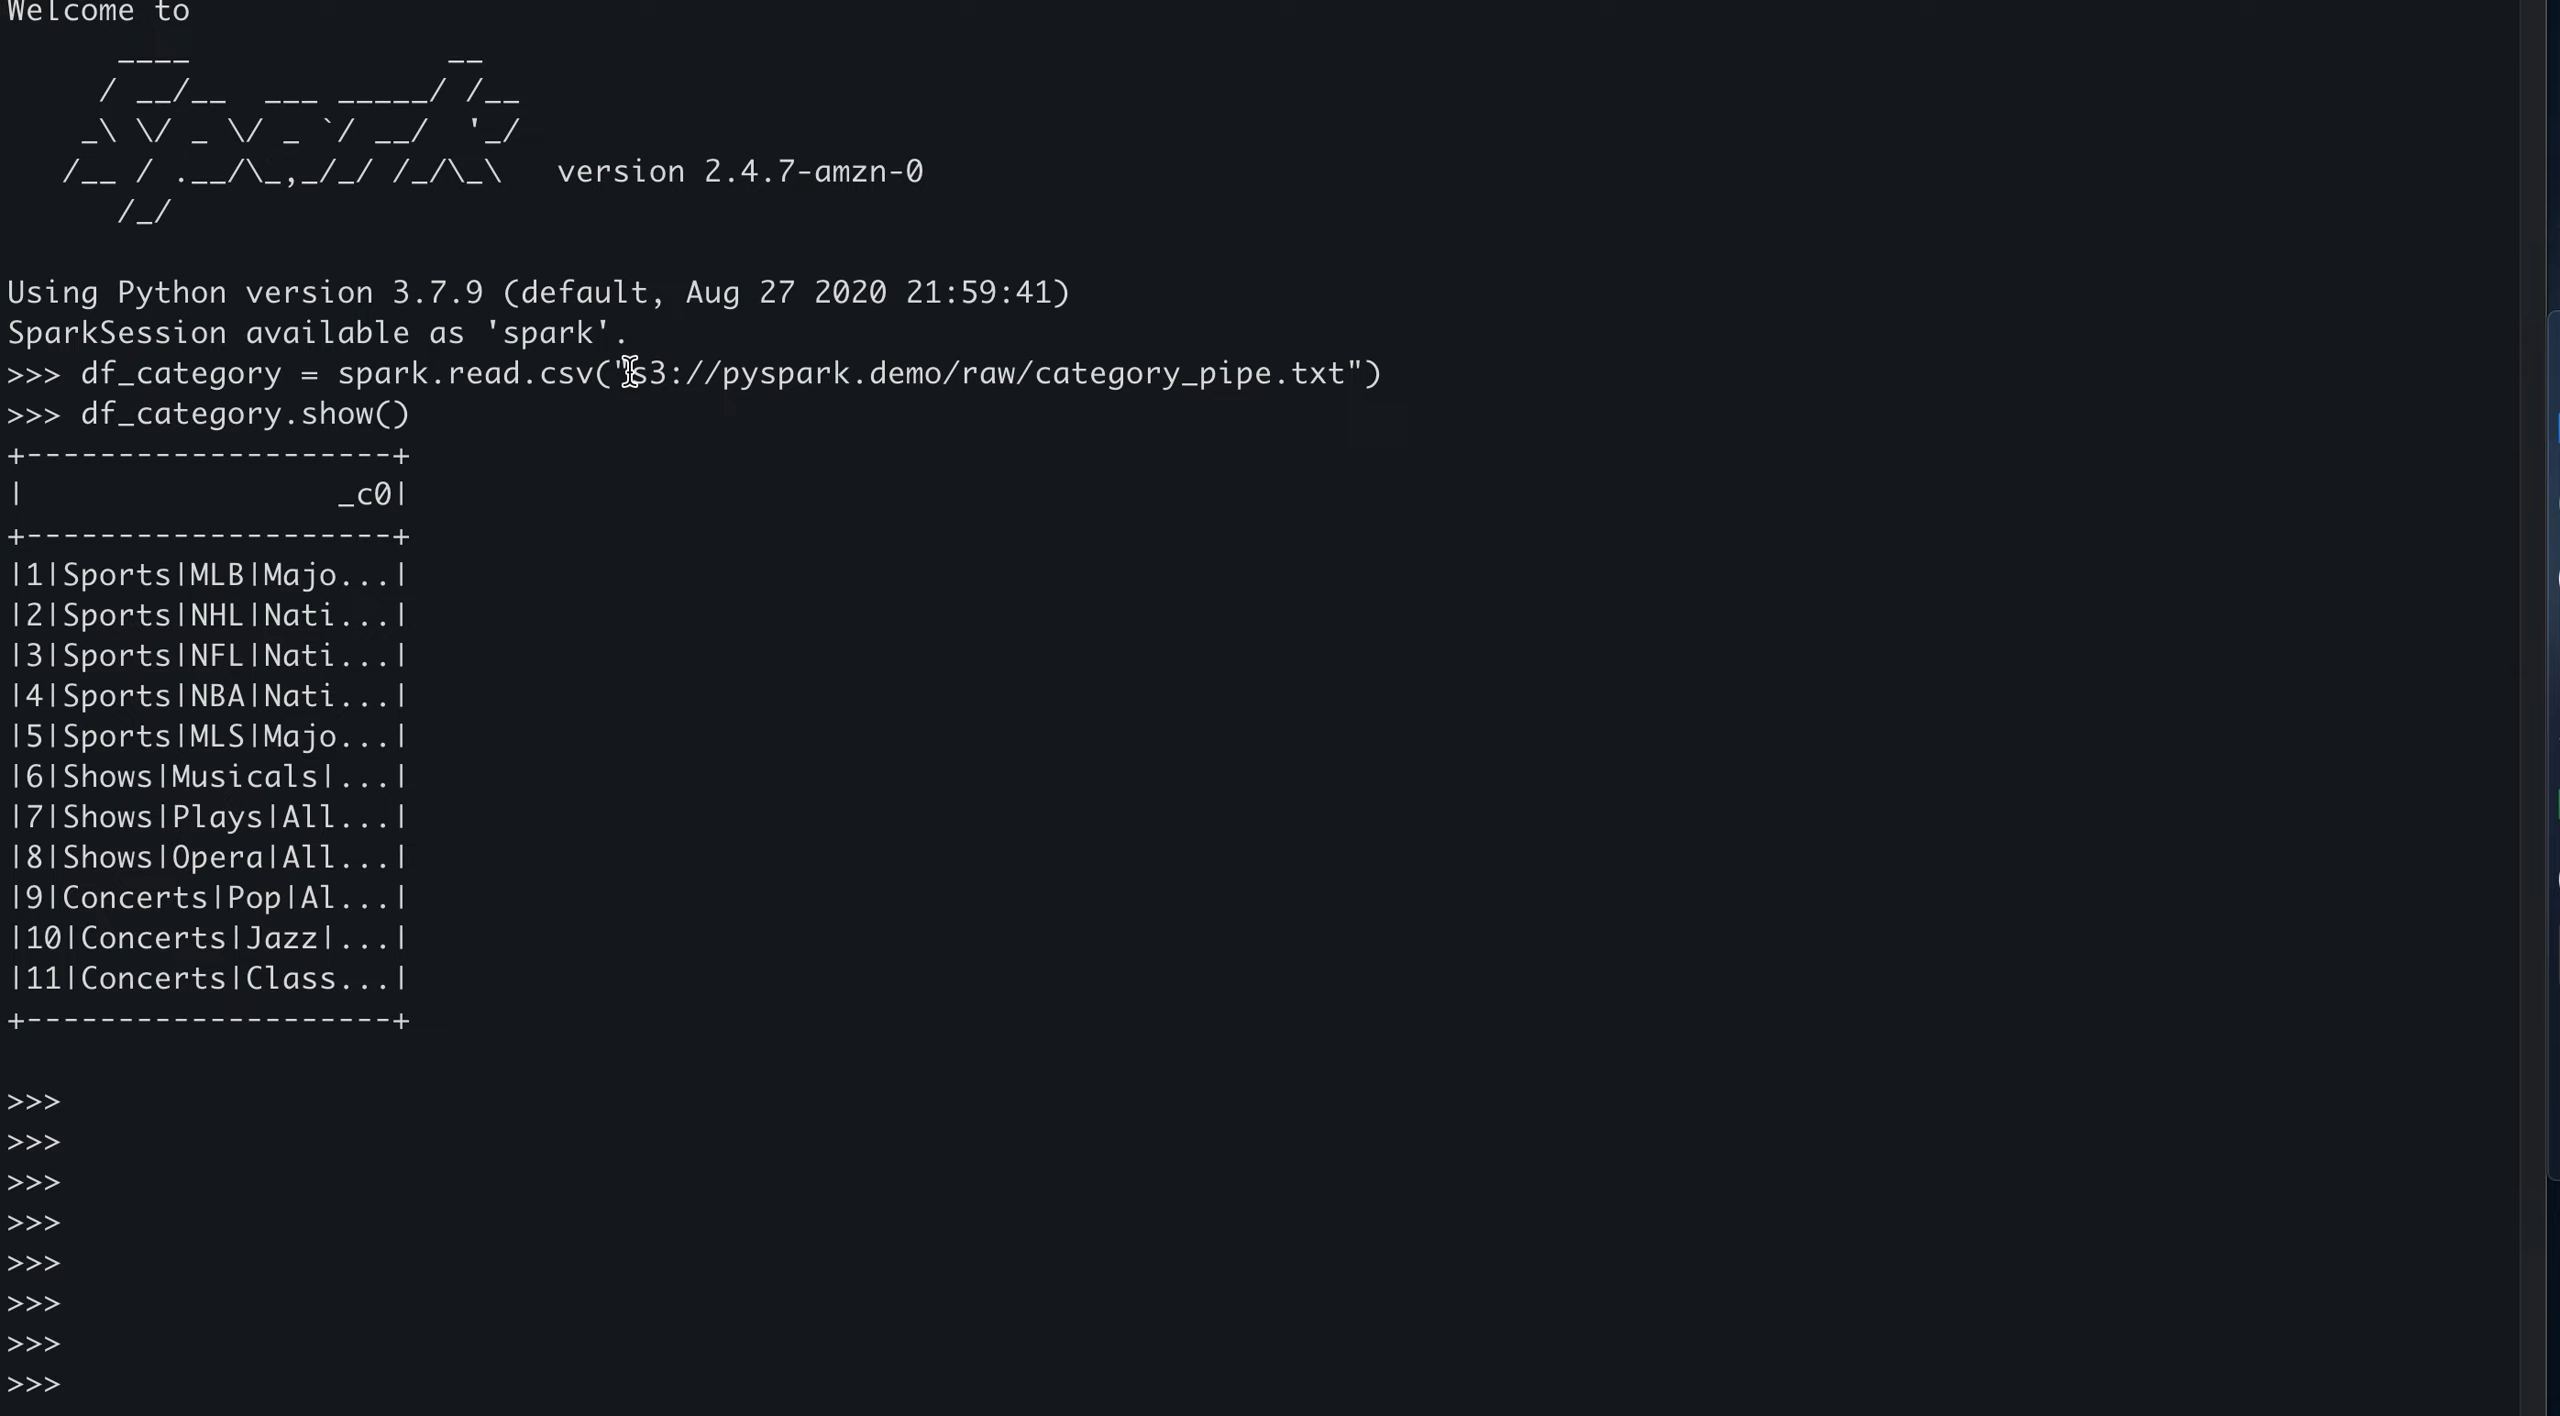 Welcome to
      ____              __
     / __/__  ___ _____/ /__
    _\ \/ _ \/ _ `/ __/  '_/
   /__ / .__/\_,_/_/ /_/\_\   version 2.4.7-amzn-0
      /_/
Using Python version 3.7.9 (default, Aug 27 2020 21:59:41)
SparkSession available as 'spark'.
>>> df_category = spark.read.csv("s3://pyspark.demo/raw/category_pipe.txt")
>>> df_category.show()
+--------------------+
|                 _c0|
+--------------------+
|1|Sports|MLB|Majo...|
|2|Sports|NHL|Nati...|
|3|Sports|NFL|Nati...|
|4|Sports|NBA|Nati...|
|5|Sports|MLS|Majo...|
|6|Shows|Musicals|...|
|7|Shows|Plays|All...|
|8|Shows|Opera|All...|
|9|Concerts|Pop|Al...|
|10|Concerts|Jazz|...|
|11|Concerts|Class...|
+--------------------+
>>>
>>>
>>>
>>>
>>>
>>>
>>>
>>>